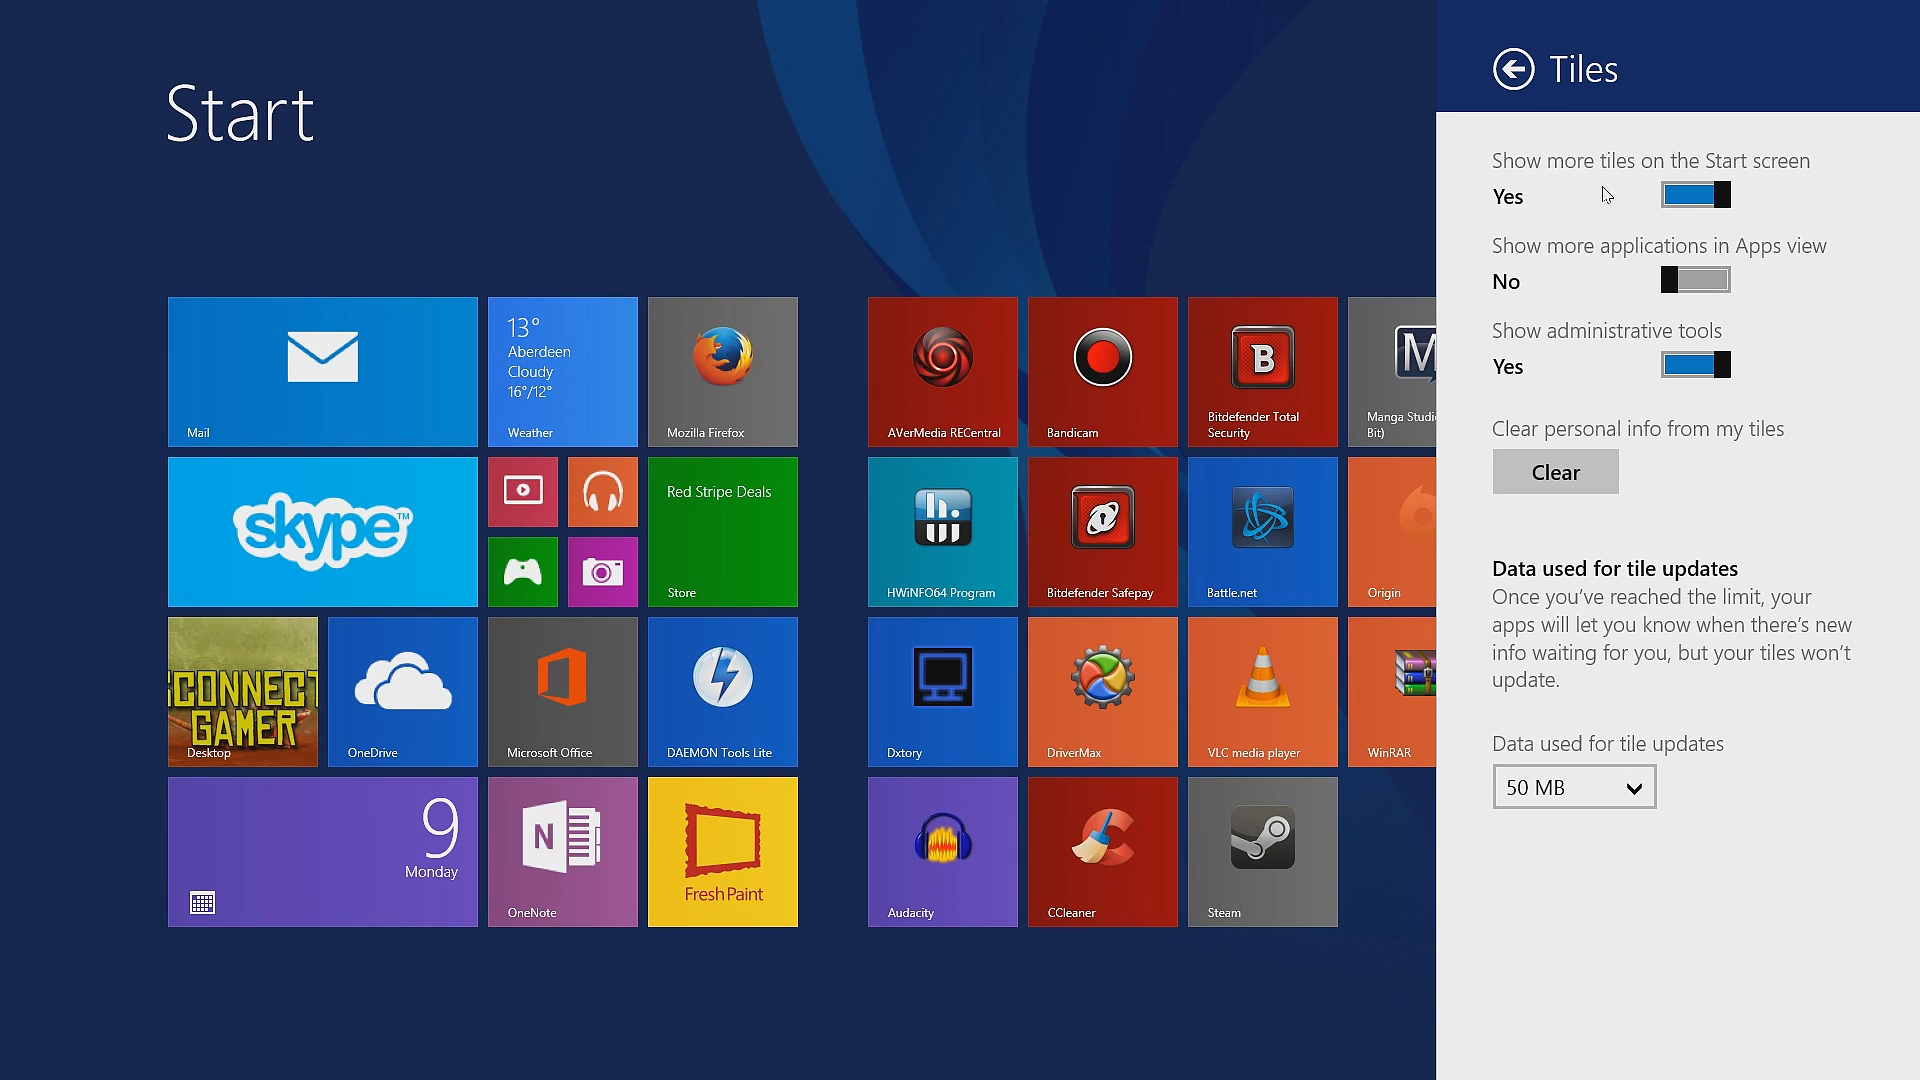 Start
Mail
13°
Aberdeen
Cloudy
16°/12°
Weather
Mozilla Firefox
skype™
Red Stripe Deals
Store
CONNECT
GAMER
Desktop
OneDrive
Microsoft Office
DAEMON Tools Lite
9
Monday
N
OneNote
Fresh Paint
AVerMedia RECentral
Bandicam
B
Bitdefender Total
Security
M
Manga Studi
Bit)
HWiNFO64 Program
Bitdefender Safepay
Battle.net
Origin
Dxtory
DriverMax
VLC media player
WinRAR
Audacity
CCleaner
Steam
Tiles
Show more tiles on the Start screen
Yes
Show more applications in Apps view
No
Show administrative tools
Yes
Clear personal info from my tiles
Clear
Data used for tile updates
Once you've reached the limit, your
apps will let you know when there's new
info waiting for you, but your tiles won't
update.
Data used for tile updates
50 MB